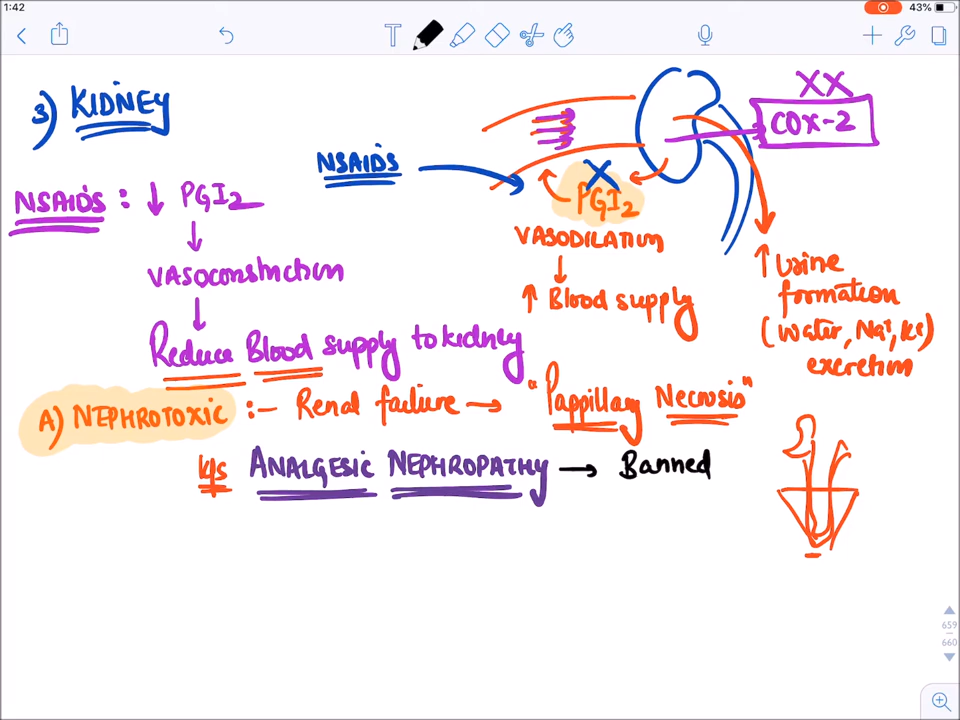 1:42
43%
T
3) KIDNEY
XX
COX-2
NSAIDS
X
PGI2
NSAIDS : ↓ PGI2
VASODILATION
↓
VASOCONSTRICTION
↑ Blood supply
↑ Urine
formation
(Water, Na+, K+)
excretion
Reduce Blood supply to kidney
A) NEPHROTOXIC :- Renal failure → "Pappillary Necrosis"
K/s ANALGESIC NEPHROPATHY → Banned
659
660